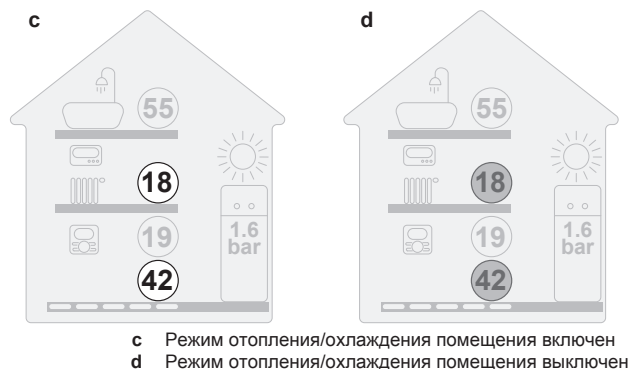 c
d
55
55
18
18
19
1.6
bar
19
1.6
bar
42
42
c Режим отопления/охлаждения помещения включен
d Режим отопления/охлаждения помещения выключен